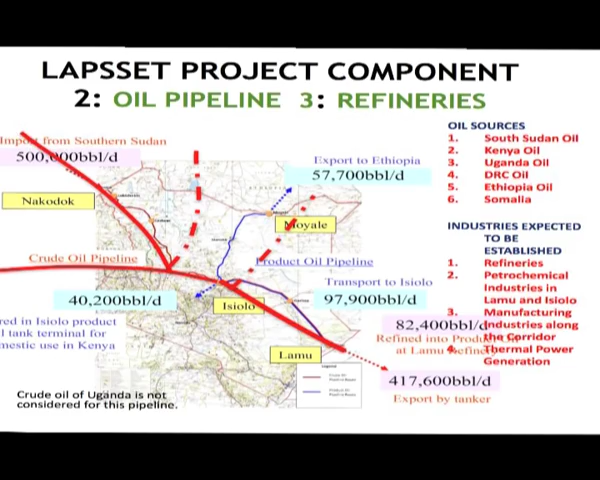 LAPSSET PROJECT COMPONENT
2: OIL PIPELINE 3: REFINERIES
Import from Southern Sudan
500,000bbl/d
Nakodok
Crude Oil Pipeline
40,200bbl/d
red in Isiolo product
l tank terminal for
mestic use in Kenya
Crude oil of Uganda is not
considered for this pipeline.
Export to Ethiopia
57,700bbl/d
Moyale
Product Oil Pipeline
Transport to Isiolo
97,900bbl/d
Isiolo
Lamu
82,400bbl/d
Refined into Product
at Lamu Refinery
417,600bbl/d
Export by tanker
OIL SOURCES
1. South Sudan Oil
2. Kenya Oil
3. Uganda Oil
4. DRC Oil
5. Ethiopia Oil
6. Somalia
INDUSTRIES EXPECTED
TO BE
ESTABLISHED
1. Refineries
2. Petrochemical
Industries in
Lamu and Isiolo
3. Manufacturing
Industries along
the Corridor
4. Thermal Power
Generation